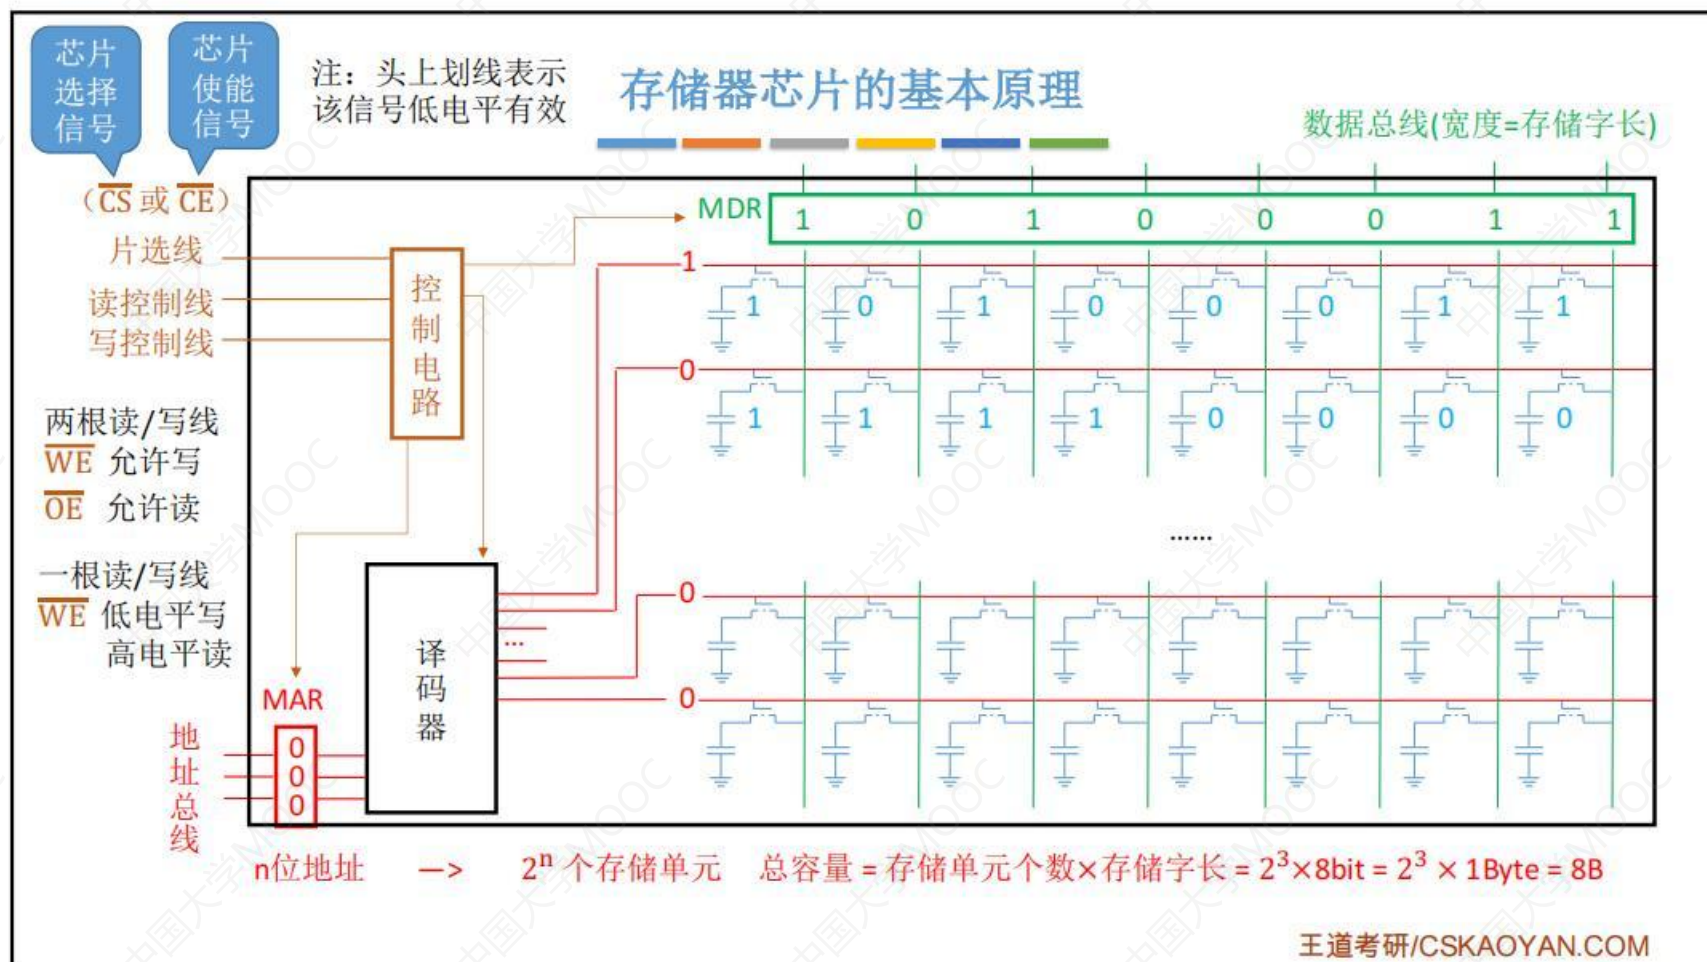 芯片
选择
信号
芯片
使能
信号
注：头上划线表示
该信号低电平有效
存储器芯片的基本原理
数据总线(宽度=存储字长)
（C̅S̅ 或 C̅E̅）
片选线
读控制线
写控制线
控
制
电
路
MDR
1 0 1 0 0 0 1 1
1
1 0 1 0 0 0 1 1
0
1 1 1 1 0 0 0 0
两根读/写线
W̅E̅ 允许写
O̅E̅ 允许读
一根读/写线
W̅E̅ 低电平写
高电平读
......
0
0
...
译
码
器
MAR
0
0
0
地
址
总
线
n位地址 —> 2ⁿ 个存储单元 总容量 = 存储单元个数×存储字长 = 2³×8bit = 2³ × 1Byte = 8B
王道考研/CSKAOYAN.COM
中国大学MOOC